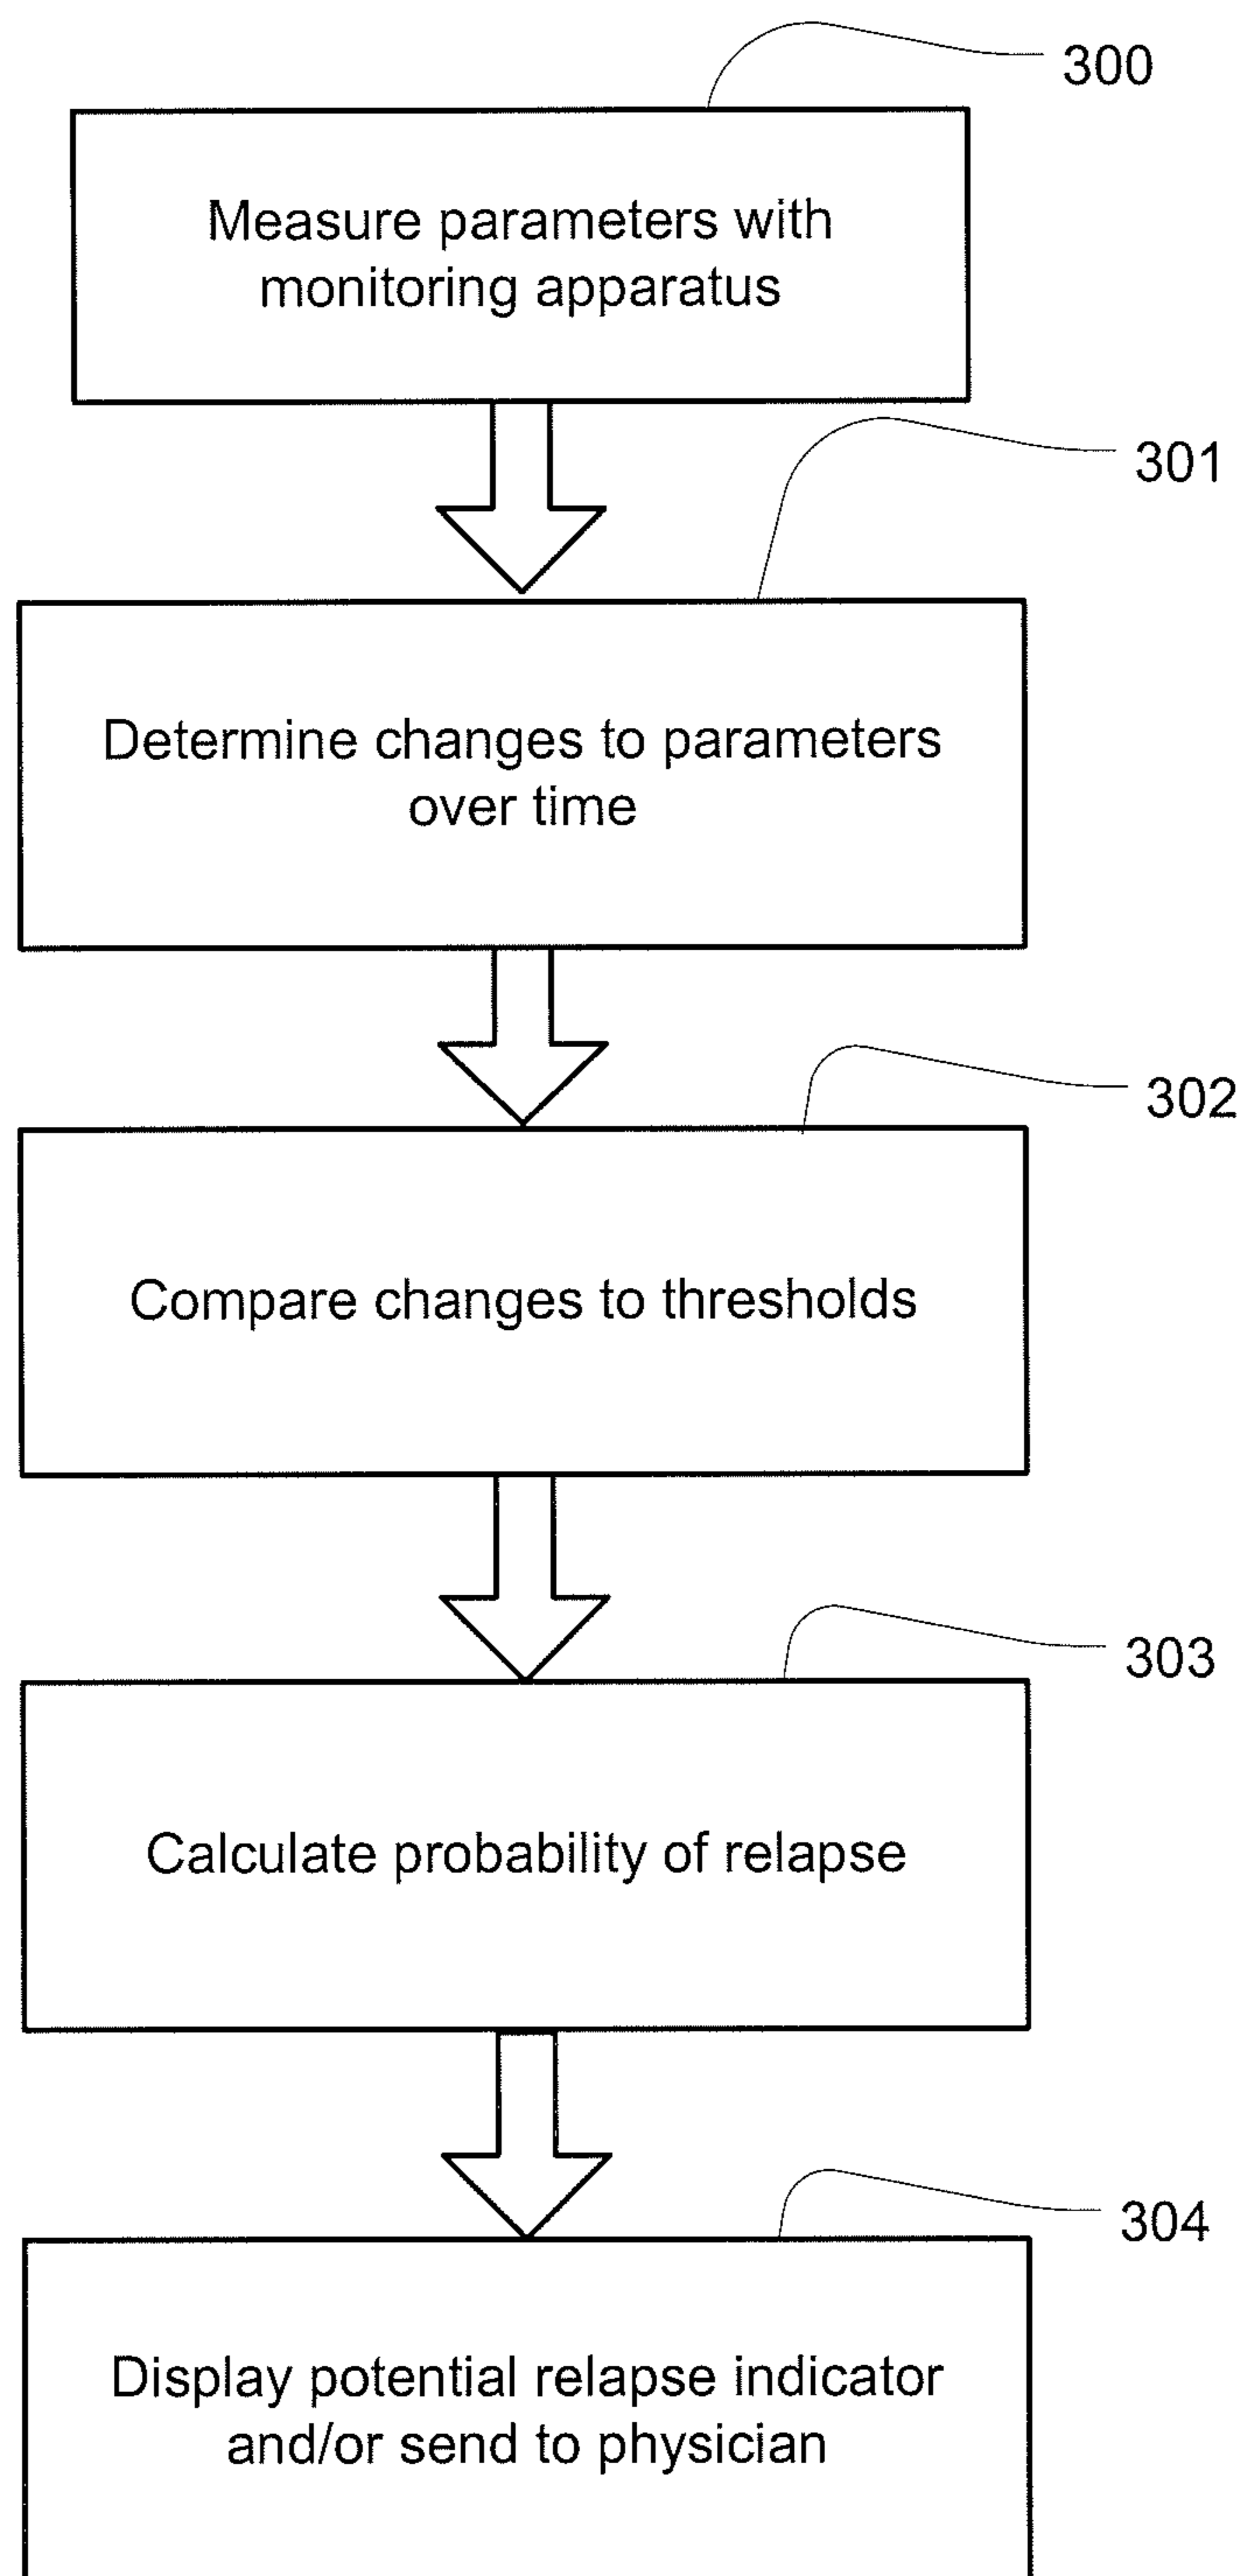 300
Measure parameters with
monitoring apparatus
301
Determine changes to parameters
over time
302
Compare changes to thresholds
303
Calculate probability of relapse
304
Display potential relapse indicator
and/or send to physician